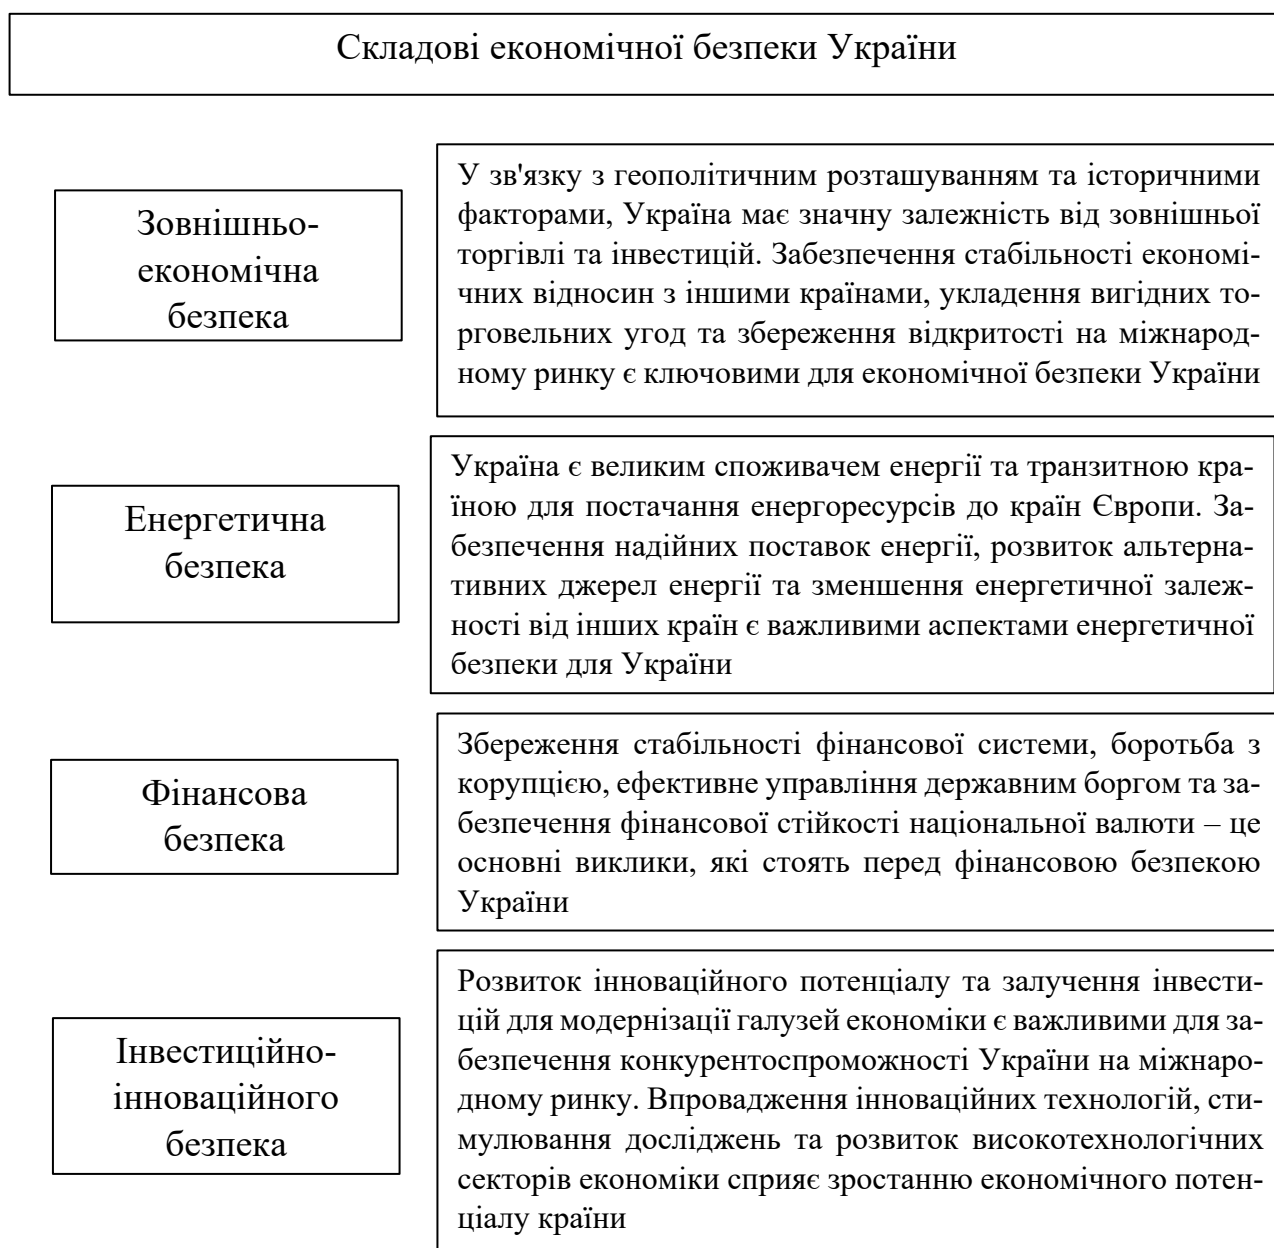 Складові економічної безпеки України
Зовнішньо-
економічна
безпека
У зв'язку з геополітичним розташуванням та історичними
факторами, Україна має значну залежність від зовнішньої
торгівлі та інвестицій. Забезпечення стабільності економі-
чних відносин з іншими країнами, укладення вигідних то-
рговельних угод та збереження відкритості на міжнарод-
ному ринку є ключовими для економічної безпеки України
Енергетична
безпека
Україна є великим споживачем енергії та транзитною кра-
їною для постачання енергоресурсів до країн Європи. За-
безпечення надійних поставок енергії, розвиток альтерна-
тивних джерел енергії та зменшення енергетичної залеж-
ності від інших країн є важливими аспектами енергетичної
безпеки для України
Фінансова
безпека
Збереження стабільності фінансової системи, боротьба з
корупцією, ефективне управління державним боргом та за-
безпечення фінансової стійкості національної валюти – це
основні виклики, які стоять перед фінансовою безпекою
України
Інвестиційно-
інноваційного
безпека
Розвиток інноваційного потенціалу та залучення інвести-
цій для модернізації галузей економіки є важливими для за-
безпечення конкурентоспроможності України на міжнаро-
дному ринку. Впровадження інноваційних технологій, сти-
мулювання досліджень та розвиток високотехнологічних
секторів економіки сприяє зростанню економічного потен-
ціалу країни